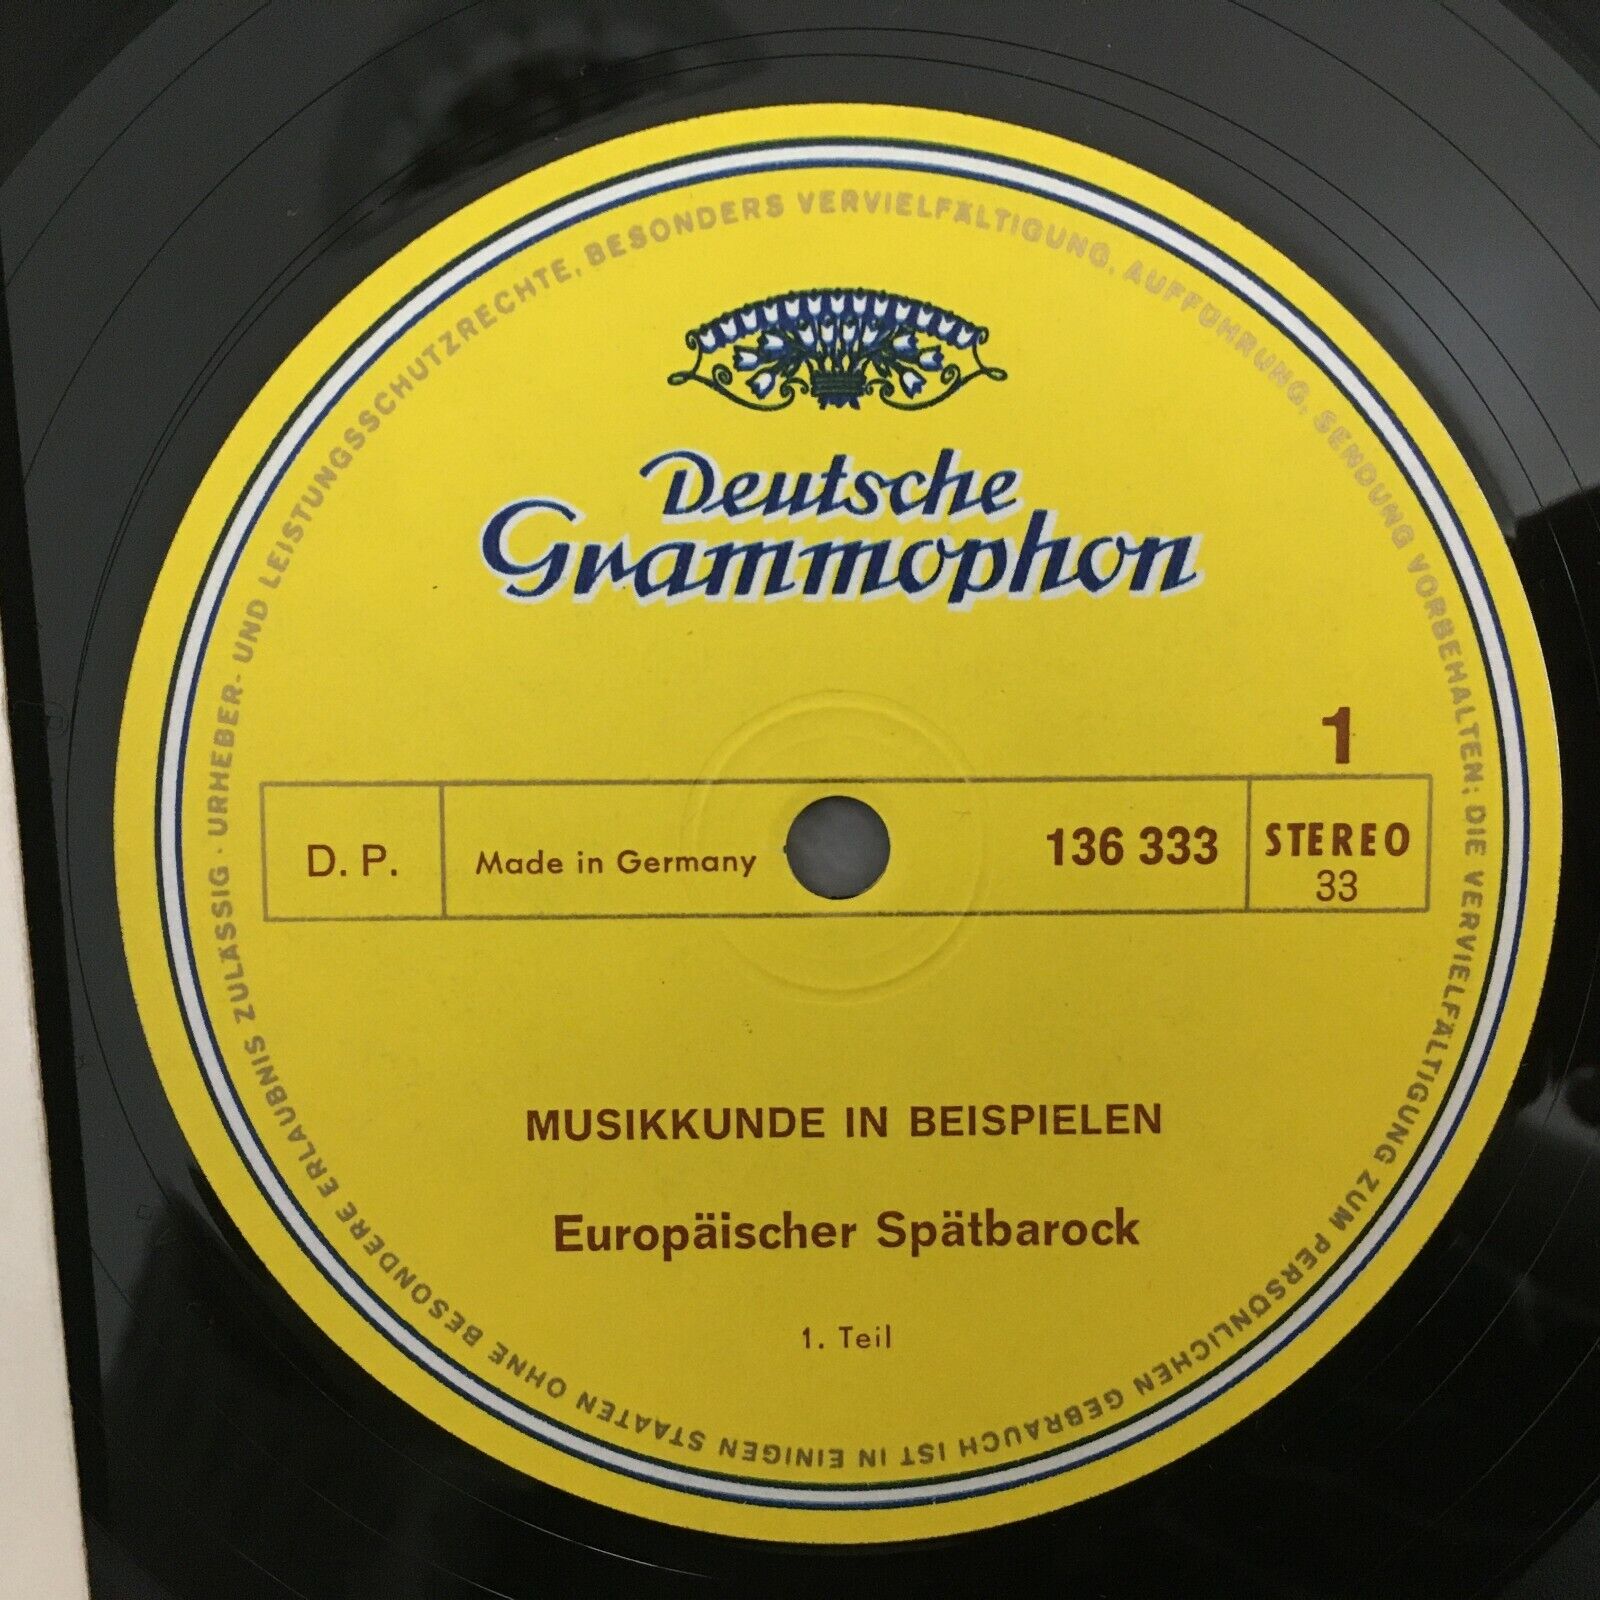 URHEBER- UND LEISTUNGSSCHUTZRECHTE, BESONDERS VERVIELFÄLTIGUNG, AUFFÜHRUNG, SENDUNG VORBEHALTEN; DIE VERVIELFÄLTIGUNG ZUM PERSÖNLICHEN GEBRAUCH IST IN EINIGEN STAATEN OHNE BESONDERE ERLAUBNIS ZULÄSSIG ·
Deutsche
Grammophon
1
D. P.
Made in Germany
136 333
STEREO
33
MUSIKKUNDE IN BEISPIELEN
Europäischer Spätbarock
1. Teil